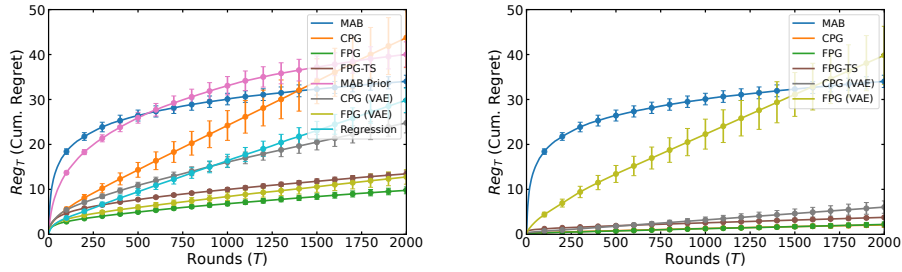 50
40
30
20
10
0
Reg_T (Cum. Regret)
250 500 750 1000 1250 1500 1750 2000
Rounds (T)
MAB
CPG
FPG
FPG-TS
MAB Prior
CPG (VAE)
FPG (VAE)
Regression
50
40
30
20
10
0
Reg_T (Cum. Regret)
250 500 750 1000 1250 1500 1750 2000
Rounds (T)
MAB
CPG
FPG
FPG-TS
CPG (VAE)
FPG (VAE)